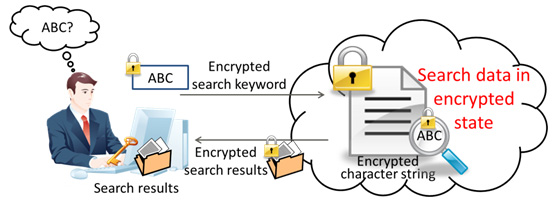 ABC?
ABC
Encrypted
search keyword
Search data in
encrypted
state
ABC
Encrypted
search results
Search results
Encrypted
character string